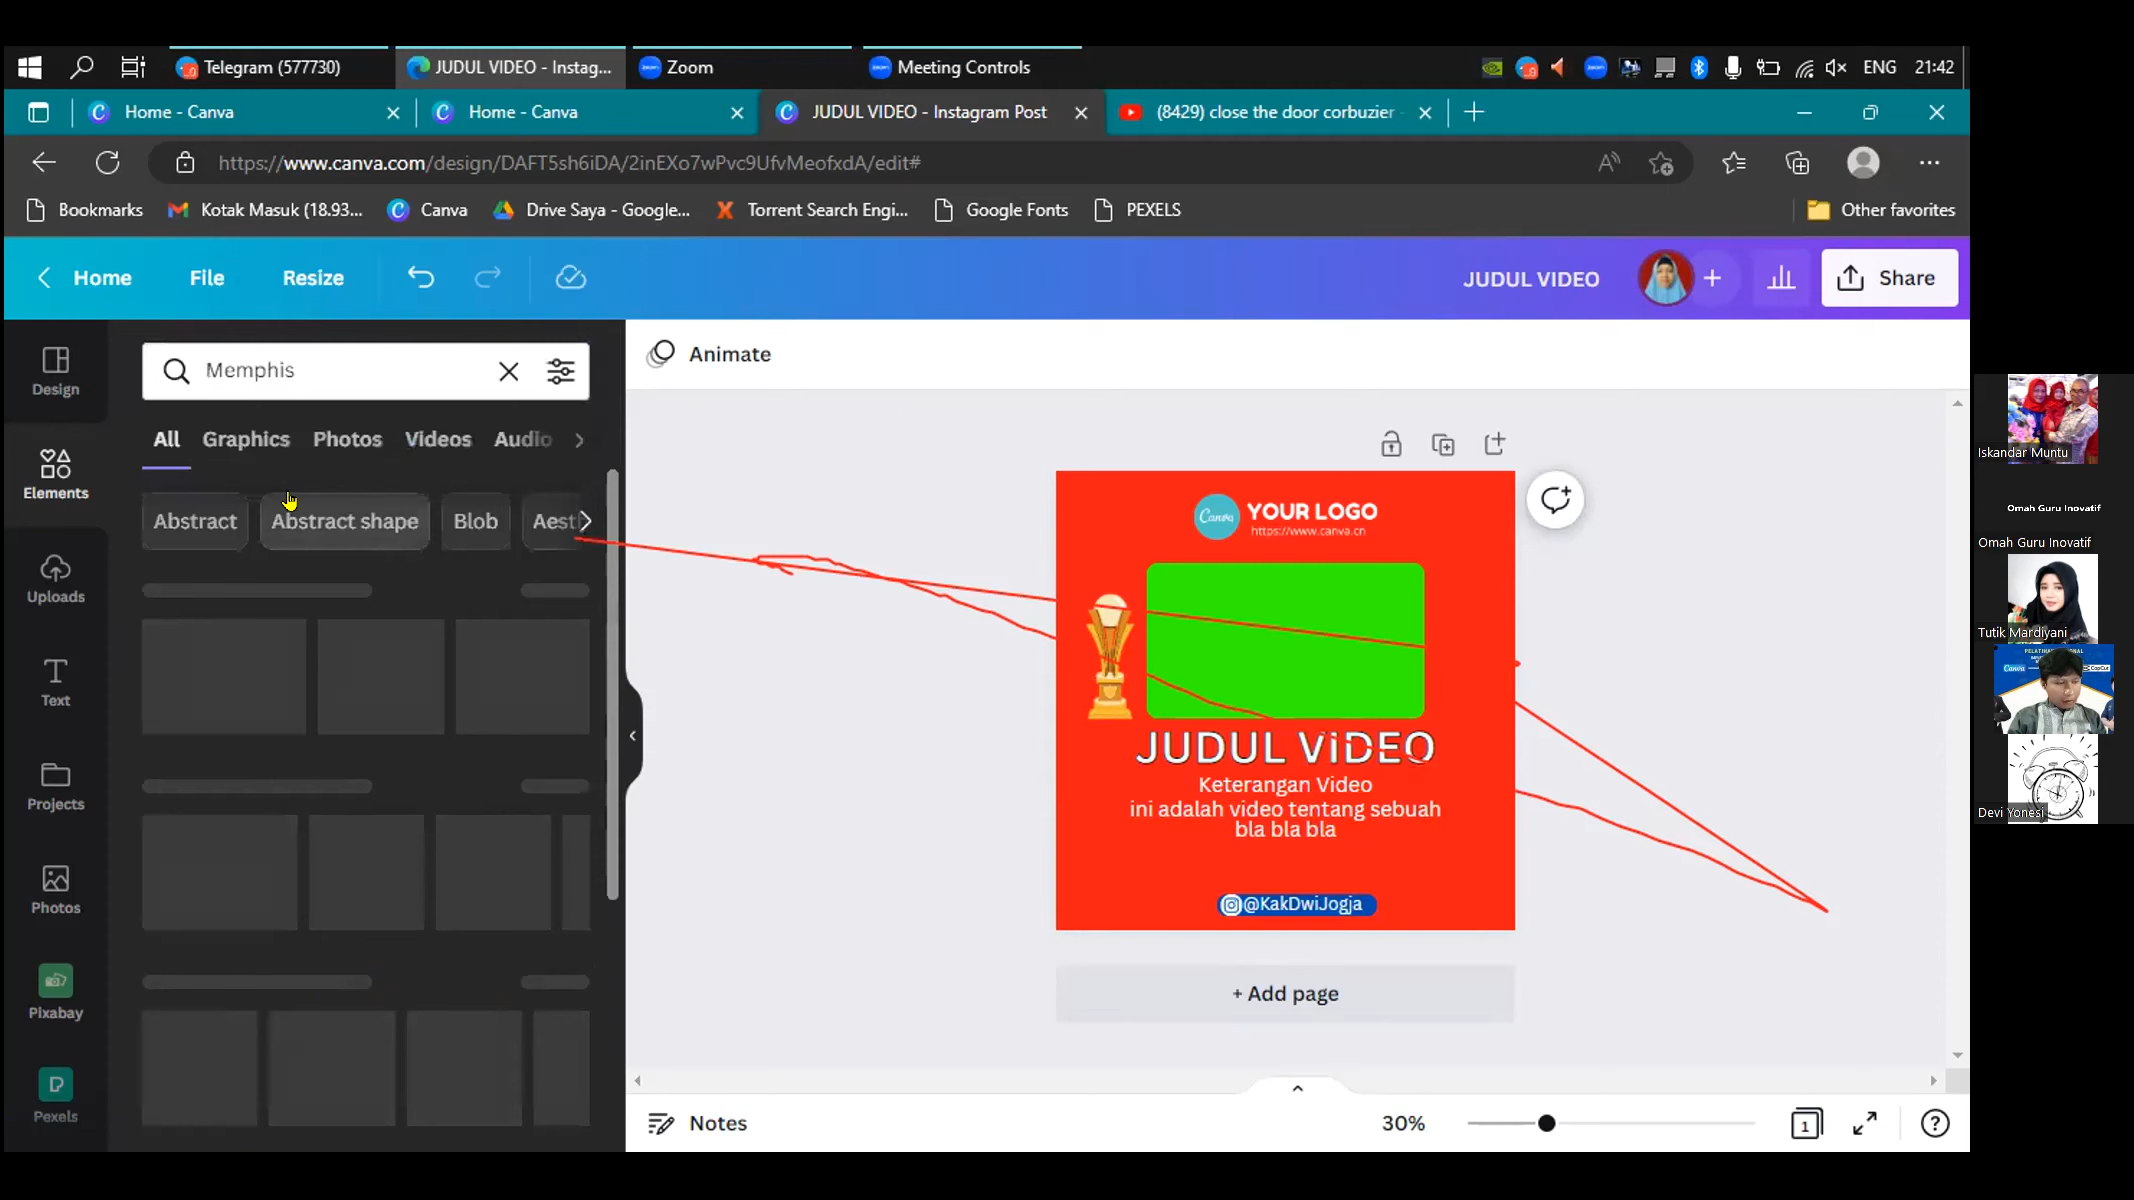 Telegram (577730)
JUDUL VIDEO - Instag...
Zoom
Meeting Controls
ENG
21:42
Home - Canva
Home - Canva
JUDUL VIDEO - Instagram Post
(8429) close the door corbuzier -
https://www.canva.com/design/DAFT5sh6iDA/2inEXo7wPvc9UfvMeofxdA/edit#
Bookmarks
Kotak Masuk (18.93...
Canva
Drive Saya - Google...
Torrent Search Engi...
Google Fonts
PEXELS
Other favorites
Home
File
Resize
JUDUL VIDEO
Share
Design
Elements
Uploads
Text
Projects
Photos
Pixabay
Pexels
Memphis
All
Graphics
Photos
Videos
Audio
Abstract
Abstract shape
Blob
Aest
Animate
Canva
YOUR LOGO
https://www.canva.cn
JUDUL ViDEO
Keterangan Video
ini adalah video tentang sebuah
bla bla bla
@KakDwiJogja
+ Add page
Notes
30%
1
Iskandar Muntu
Omah Guru Inovatif
Omah Guru Inovatif
Tutik Mardiyani
Canva
CapCut
Devi Yonesi